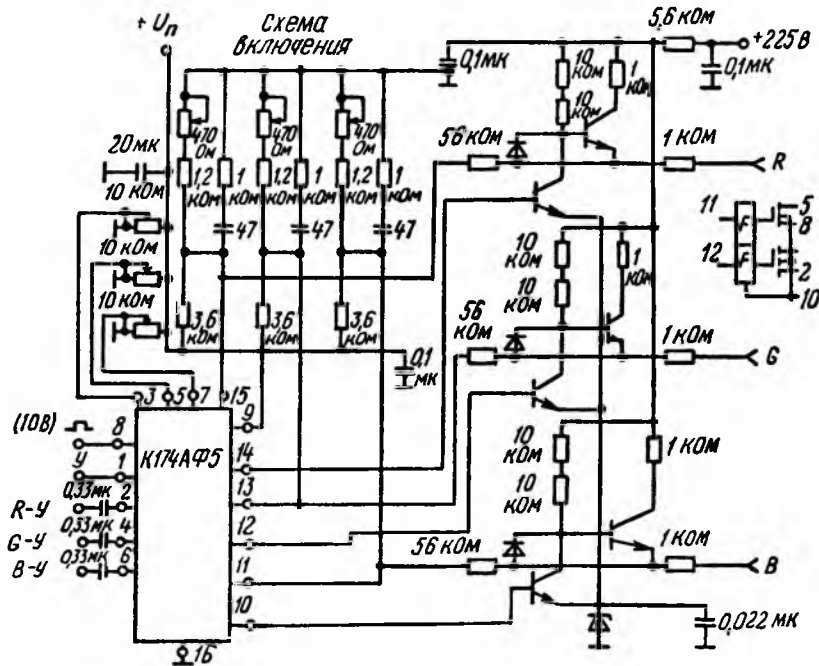 + Uп
Схема
включения
5,6 кОм
+225В
0,1мк
0,1мк
10 кОм
1 кОм
10 кОм
470 Ом
470 Ом
470 Ом
56 кОм
1 кОм
R
20 мк
10 кОм
1,2 кОм
1 кОм
1,2 кОм
1 кОм
1,2 кОм
1 кОм
11
5
8
12
2
10
47
47
47
10 кОм
10 кОм
10 кОм
1 кОм
10 кОм
3,6 кОм
3,6 кОм
3,6 кОм
56 кОм
1 кОм
G
0,1 мк
3
5
7
15
9
(10В)
8
К174АФ5
14
10 кОм
1 кОм
У
1
0,33мк
R-У
2
13
10 кОм
0,33мк
G-У
4
12
0,33мк
B-У
6
11
56 кОм
1 кОм
B
10
0,022 мк
16